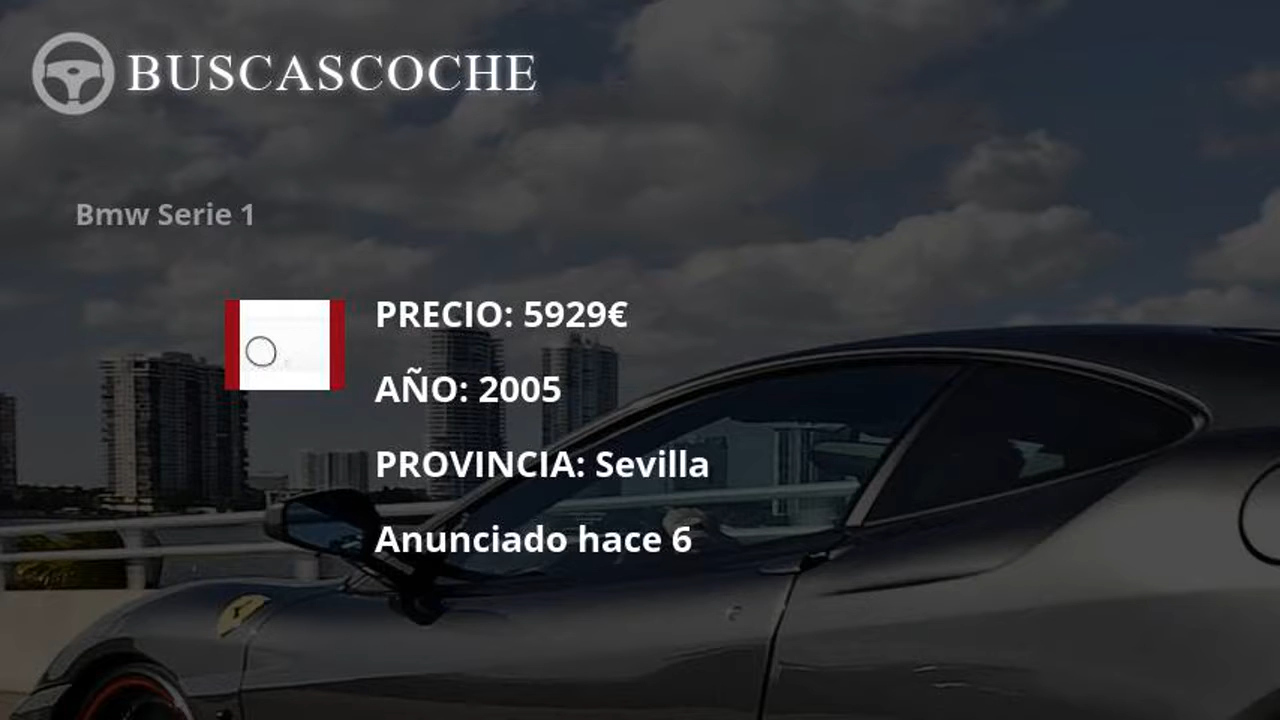 BUSCASCOCHE
Bmw Serie 1
PRECIO: 5929€
AÑO: 2005
PROVINCIA: Sevilla
Anunciado hace 6